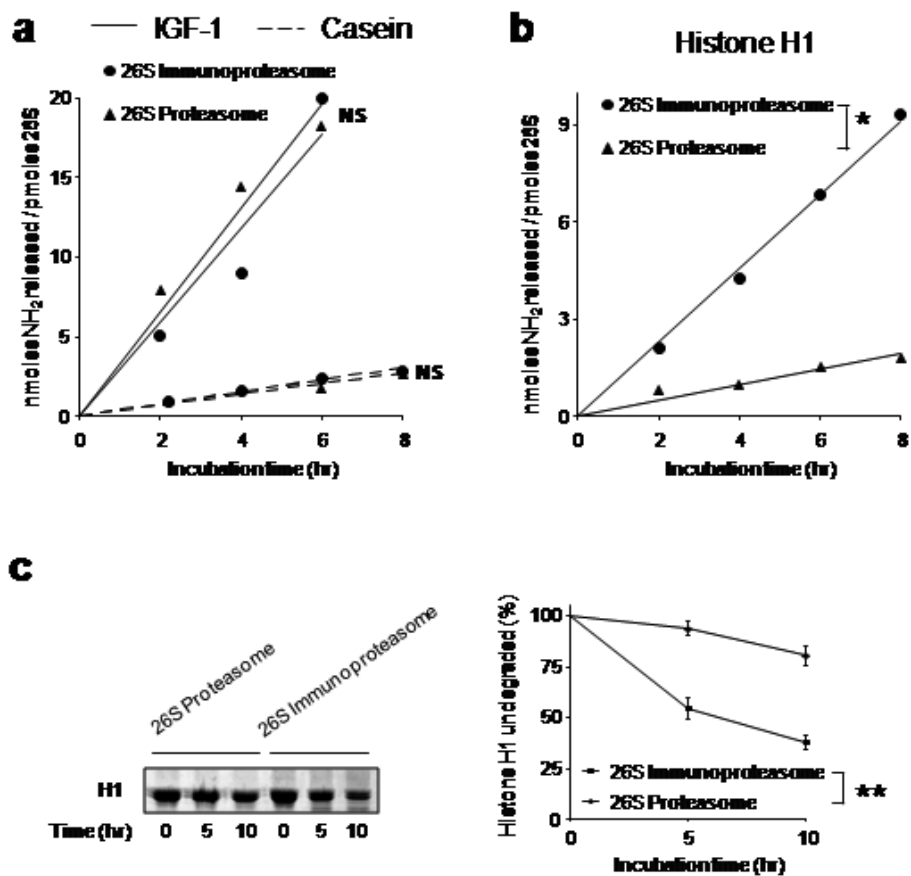 a
IGF-1
Casein
26S Immunoproteasome
26S Proteasome
NS
NS
20
15
10
5
0
nmoles NH2 released / pmoles 26S
0 2 4 6 8
Incubation time (hr)
b
Histone H1
26S Immunoproteasome
26S Proteasome
*
9
6
3
0
nmoles NH2 released / pmoles 26S
0 2 4 6 8
Incubation time (hr)
c
26S Proteasome
26S Immunoproteasome
H1
Time (hr) 0 5 10 0 5 10
Histone H1 undegraded (%)
100
75
50
25
0
26S Immunoproteasome
26S Proteasome
**
0 5 10
Incubation time (hr)